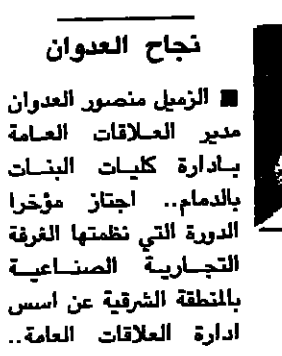 نجاح العدوان
■ الزميل منصور العدوان
مدير العلاقات العامة
بادارة كليات البنات
بالدمام.. اجتاز مؤخرا
الدورة التي نظمتها الغرفة
التجارية الصناعية
بالمنطقة الشرقية عن اسس
ادارة العلاقات العامة..